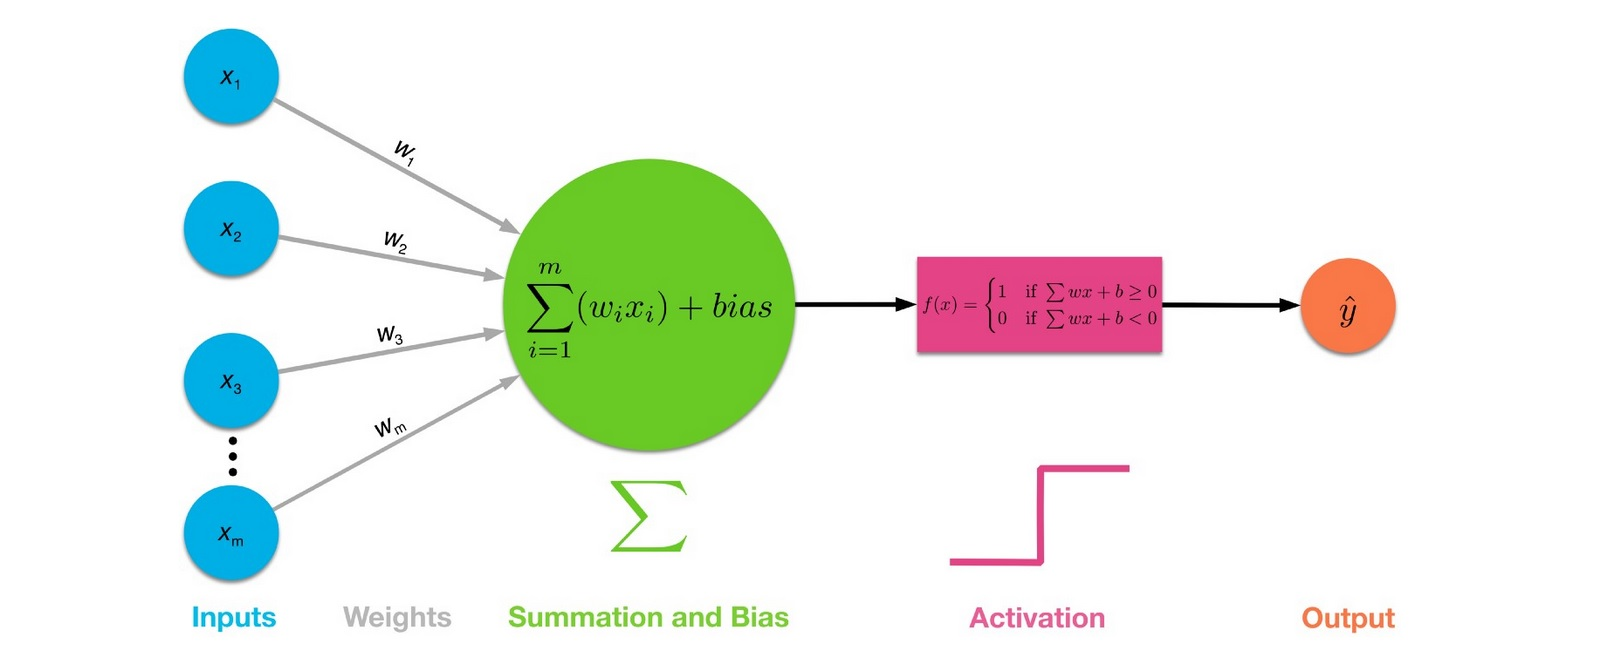 x₁
w₁
x₂
w₂
x₃
w₃
xₘ
wₘ
∑_{i=1}^{m} (wᵢxᵢ) + bias
f(x) = { 1 if ∑ wx + b ≥ 0
0 if ∑ wx + b < 0
ŷ
∑
Inputs Weights Summation and Bias Activation Output